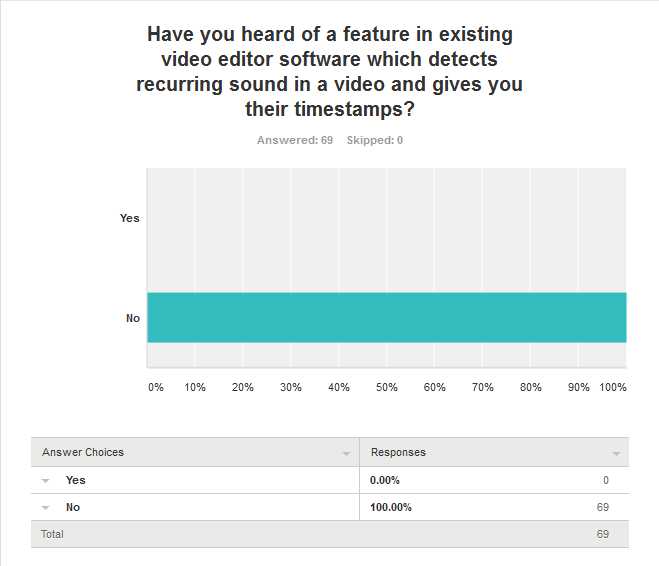 Have you heard of a feature in existing
video editor software which detects
recurring sound in a video and gives you
their timestamps?
Answered: 69 Skipped: 0
Yes
No
0% 10% 20% 30% 40% 50% 60% 70% 80% 90% 100%
Answer Choices Responses
Yes 0.00% 0
No 100.00% 69
Total 69